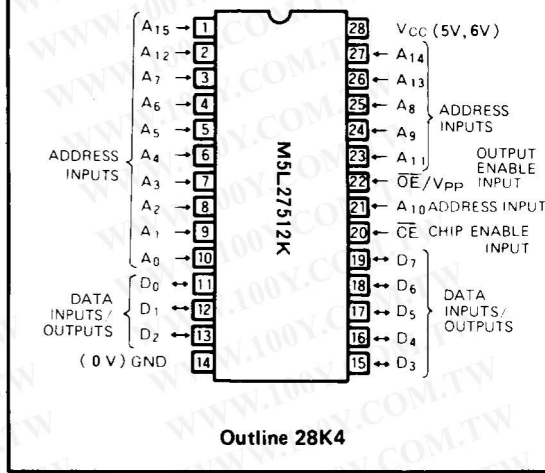 A15 → 1 28 VCC (5V, 6V)
A12 → 2 27 ← A14
A7 → 3 26 ← A13
A6 → 4 25 ← A8
A5 → 5 24 ← A9
A4 → 6 23 ← A11
A3 → 7 22 ← OE/VPP
A2 → 8 21 ← A10 ADDRESS INPUT
A1 → 9 20 ← CE CHIP ENABLE INPUT
A0 → 10 19 ↔ D7
D0 ↔ 11 18 ↔ D6
D1 ↔ 12 17 ↔ D5
D2 ↔ 13 16 ↔ D4
(0V) GND 14 15 ↔ D3
ADDRESS
INPUTS
DATA
INPUTS/
OUTPUTS
M5L27512K
ADDRESS
INPUTS
OUTPUT
ENABLE
INPUT
DATA
INPUTS/
OUTPUTS
Outline 28K4
WWW.100Y.COM.TW